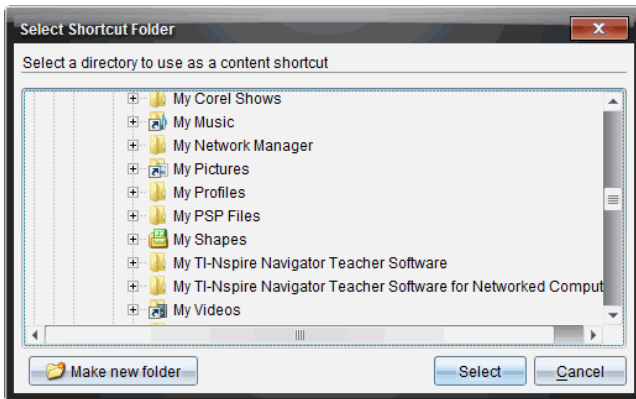 Select Shortcut Folder
Select a directory to use as a content shortcut
My Corel Shows
My Music
My Network Manager
My Pictures
My Profiles
My PSP Files
My Shapes
My TI-Nspire Navigator Teacher Software
My TI-Nspire Navigator Teacher Software for Networked Comput
My Videos
Make new folder
Select
Cancel